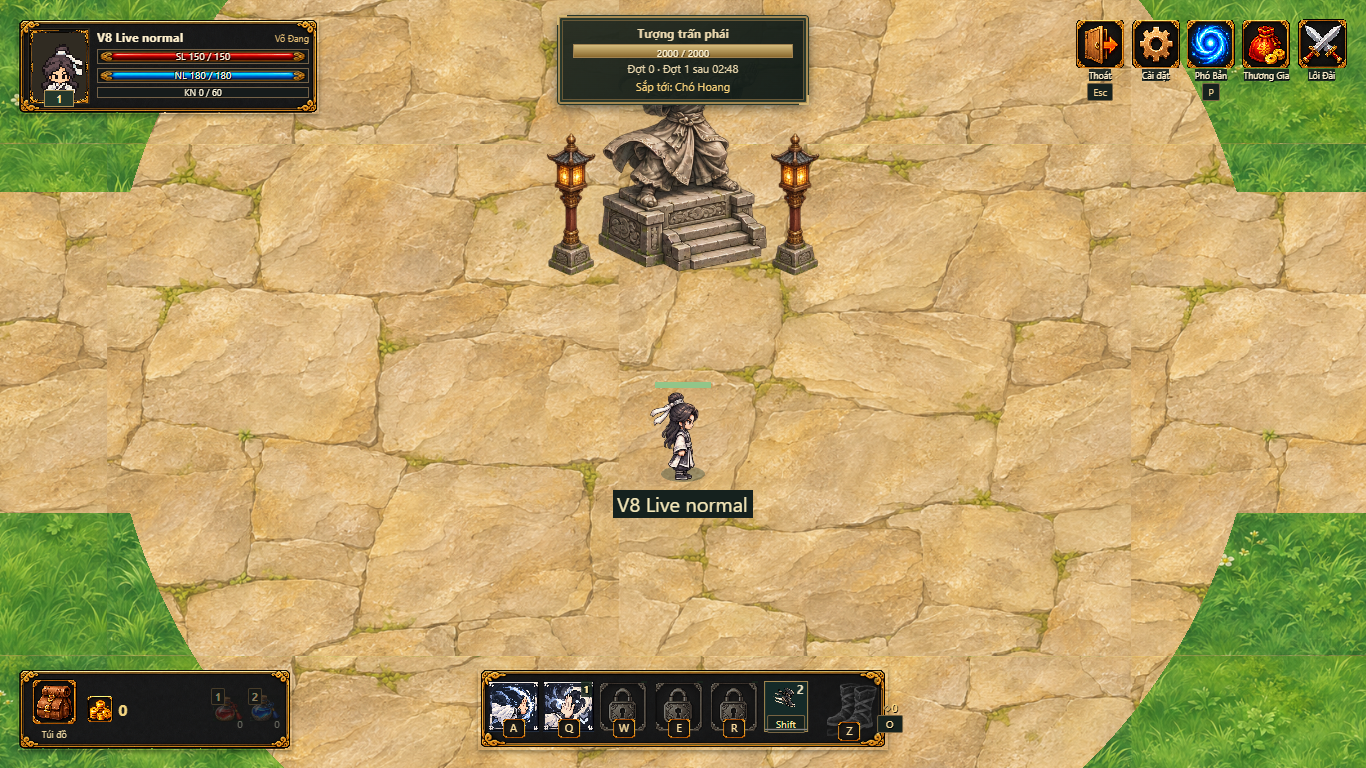 V8 Live normal
Võ Đang
SL 150 / 150
NL 180 / 180
KN 0 / 60
1
Tượng trấn phái
2000 / 2000
Đợt 0 · Đợt 1 sau 02:48
Sắp tới: Chó Hoang
Thoát
Esc
Cài đặt
Phó Bản
P
Thương Gia
Lôi Đài
V8 Live normal
Túi đồ
0
1
0
2
0
A
1
Q
W
E
R
2
Shift
Z
O